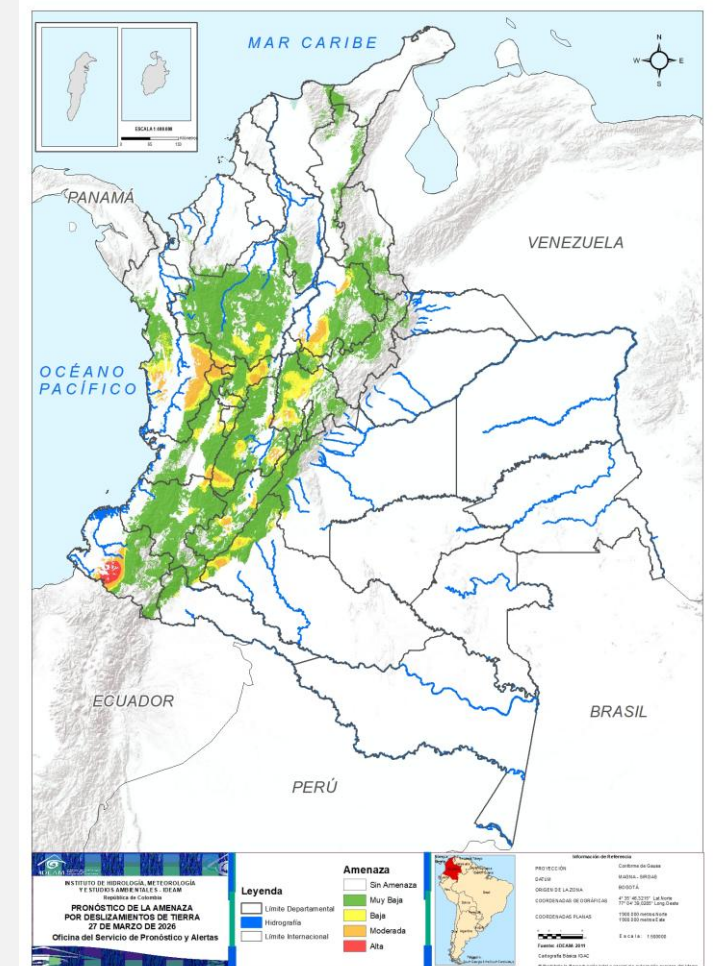 MAR CARIBE
N
W
E
S
ESCALA 1:400.000
PANAMÁ
VENEZUELA
OCÉANO
PACÍFICO
ECUADOR
BRASIL
PERÚ
INSTITUTO DE HIDROLOGÍA, METEOROLOGÍA
Y ESTUDIOS AMBIENTALES - IDEAM
República de Colombia
PRONÓSTICO DE LA AMENAZA
POR DESLIZAMIENTOS DE TIERRA
27 DE MARZO DE 2026
Oficina del Servicio de Pronóstico y Alertas
Leyenda
Límite Departamental
Hidrografía
Límite Internacional
Amenaza
Sin Amenaza
Muy Baja
Baja
Moderada
Alta
Información de Referencia
PROYECCIÓN
Conforme de Gauss
DATUM
MAGNA - SIRGAS
ORIGEN DE LA ZONA
BOGOTÁ
COORDENADAS GEOGRÁFICAS
COORDENADAS PLANAS
Fuente: IDEAM 2011
Cartografía Básica IGAC